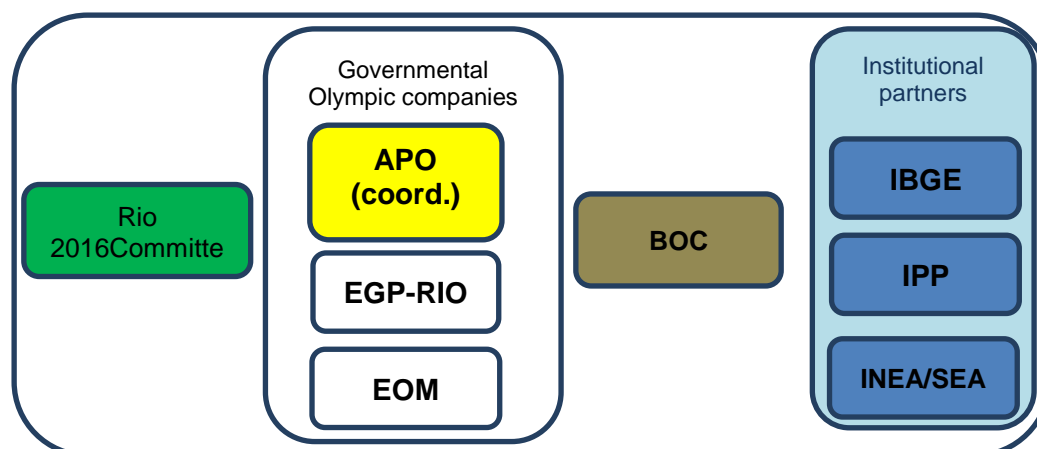 Rio
2016Committe
Governmental
Olympic companies
APO
(coord.)
EGP-RIO
EOM
BOC
Institutional
partners
IBGE
IPP
INEA/SEA